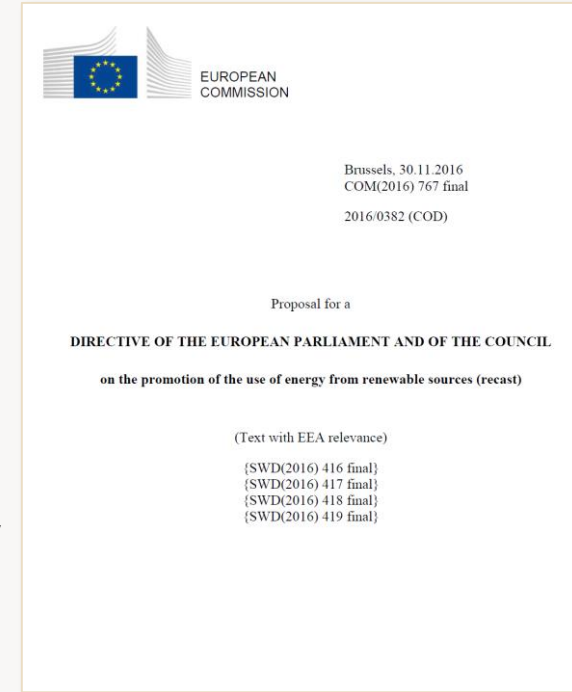 EUROPEAN
COMMISSION
Brussels, 30.11.2016
COM(2016) 767 final
2016/0382 (COD)
Proposal for a
DIRECTIVE OF THE EUROPEAN PARLIAMENT AND OF THE COUNCIL
on the promotion of the use of energy from renewable sources (recast)
(Text with EEA relevance)
{SWD(2016) 416 final}
{SWD(2016) 417 final}
{SWD(2016) 418 final}
{SWD(2016) 419 final}